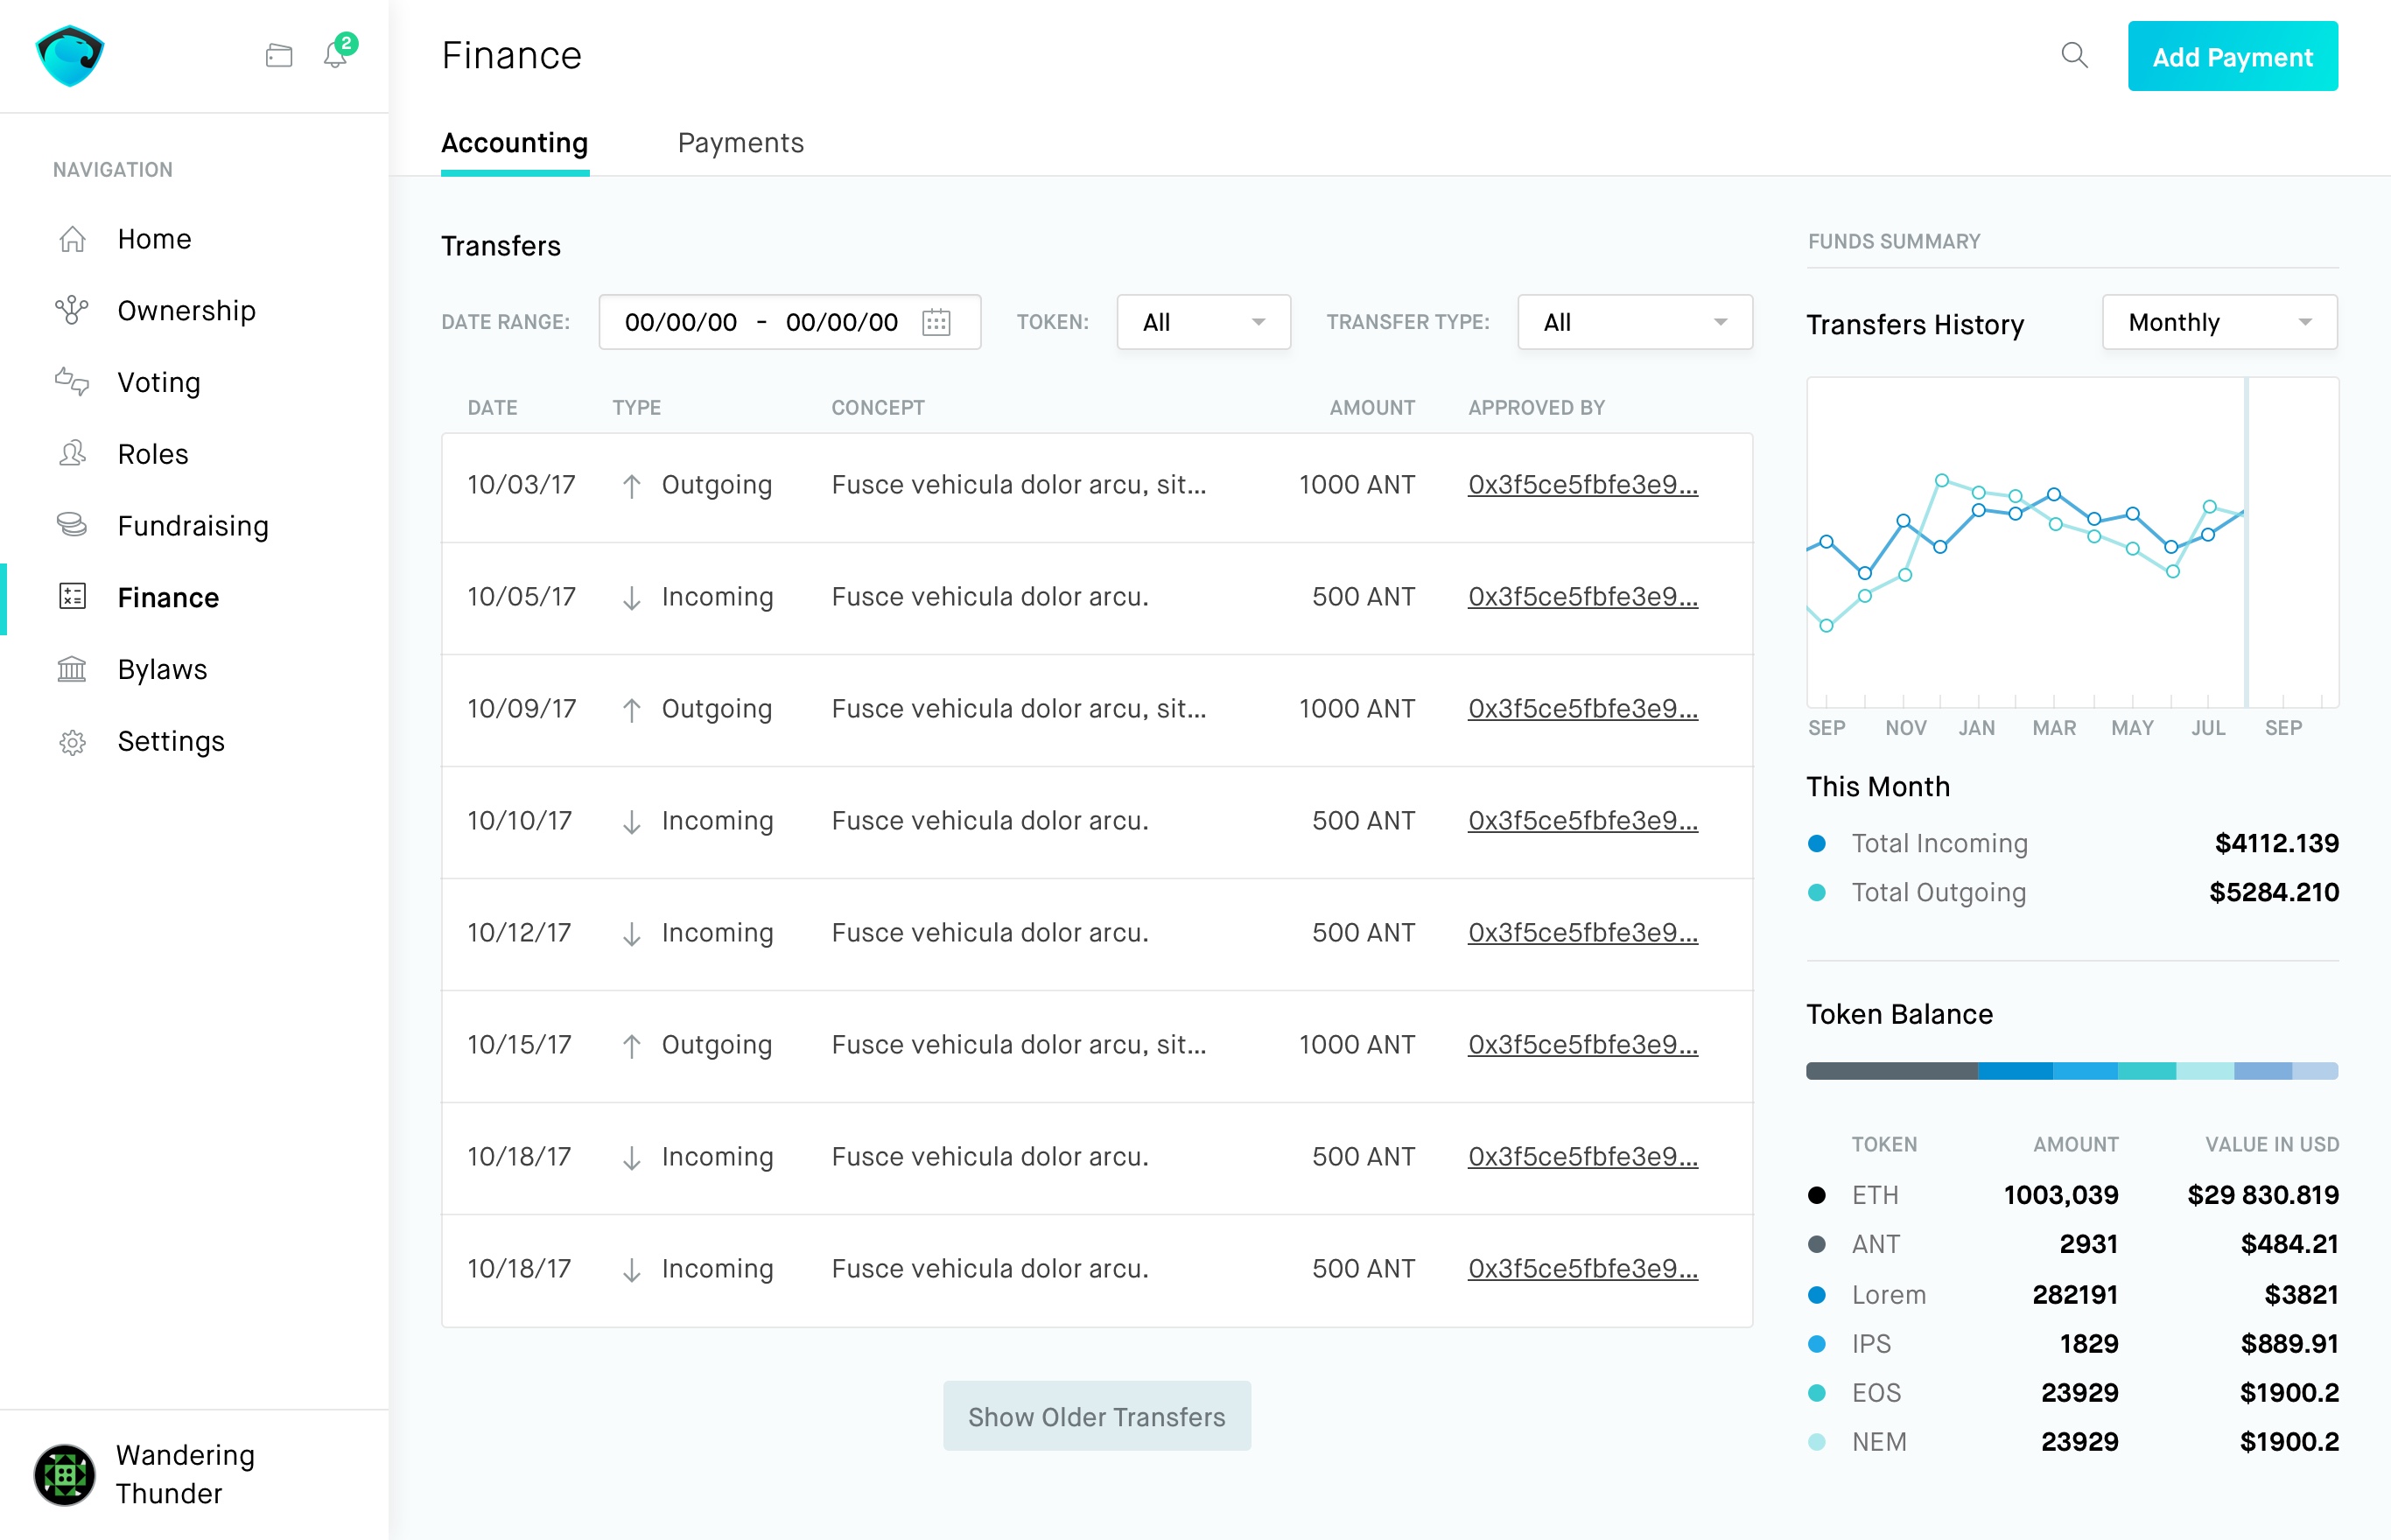 2
Finance
Add Payment
Accounting
Payments
NAVIGATION
Home
Ownership
Voting
Roles
Fundraising
Finance
Bylaws
Settings
Wandering
Thunder
Transfers
DATE RANGE: 00/00/00 - 00/00/00 TOKEN: All TRANSFER TYPE: All
DATE TYPE CONCEPT AMOUNT APPROVED BY
10/03/17 Outgoing Fusce vehicula dolor arcu, sit... 1000 ANT 0x3f5ce5fbfe3e9...
10/05/17 Incoming Fusce vehicula dolor arcu. 500 ANT 0x3f5ce5fbfe3e9...
10/09/17 Outgoing Fusce vehicula dolor arcu, sit... 1000 ANT 0x3f5ce5fbfe3e9...
10/10/17 Incoming Fusce vehicula dolor arcu. 500 ANT 0x3f5ce5fbfe3e9...
10/12/17 Incoming Fusce vehicula dolor arcu. 500 ANT 0x3f5ce5fbfe3e9...
10/15/17 Outgoing Fusce vehicula dolor arcu, sit... 1000 ANT 0x3f5ce5fbfe3e9...
10/18/17 Incoming Fusce vehicula dolor arcu. 500 ANT 0x3f5ce5fbfe3e9...
10/18/17 Incoming Fusce vehicula dolor arcu. 500 ANT 0x3f5ce5fbfe3e9...
Show Older Transfers
FUNDS SUMMARY
Transfers History Monthly
SEP NOV JAN MAR MAY JUL SEP
This Month
Total Incoming $4112.139
Total Outgoing $5284.210
Token Balance
TOKEN AMOUNT VALUE IN USD
ETH 1003,039 $29 830.819
ANT 2931 $484.21
Lorem 282191 $3821
IPS 1829 $889.91
EOS 23929 $1900.2
NEM 23929 $1900.2